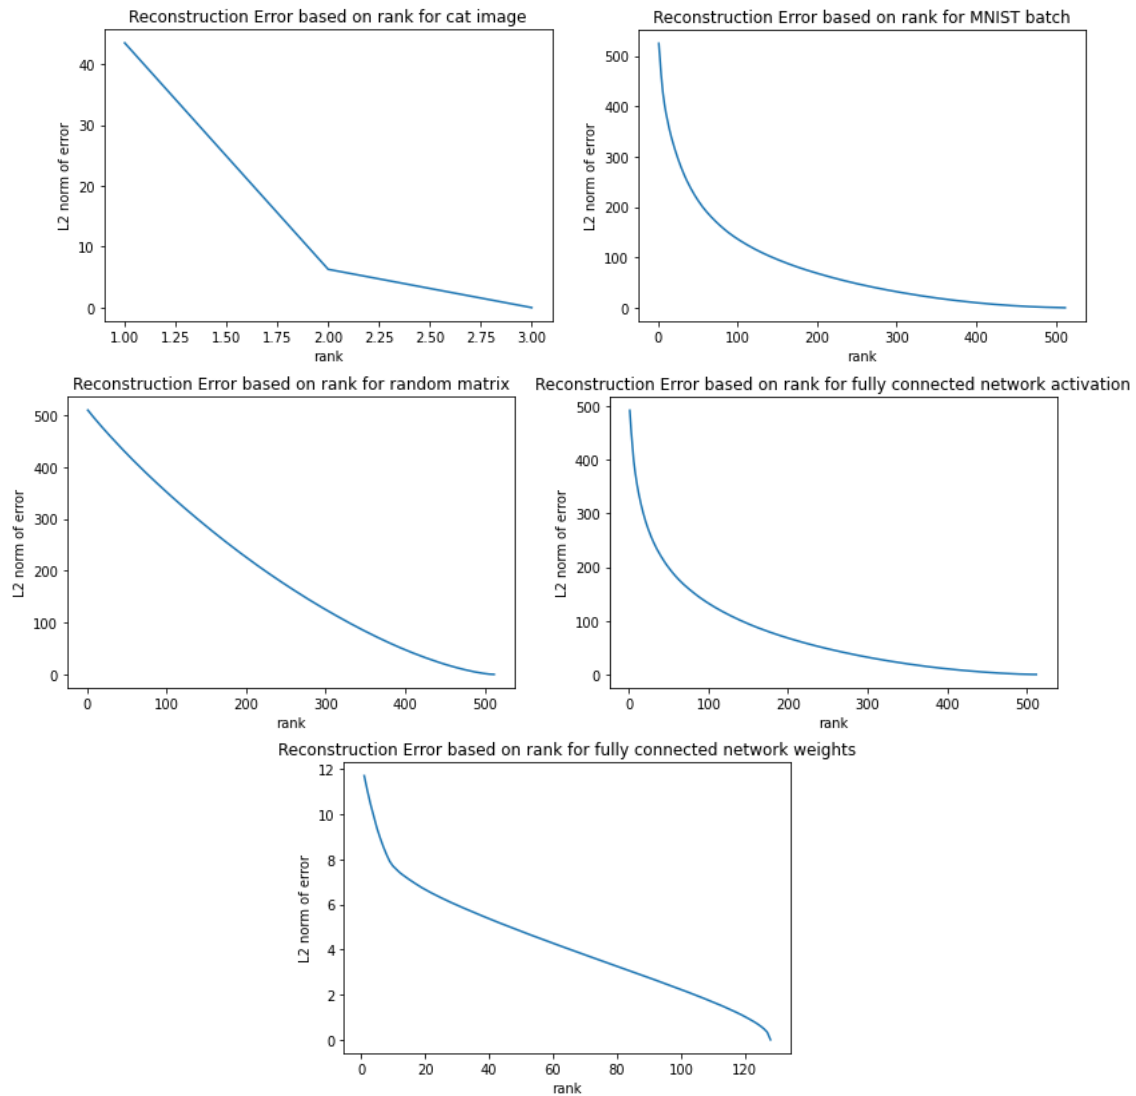 Reconstruction Error based on rank for cat image
40
30
20
10
0
L2 norm of error
1.00 1.25 1.50 1.75 2.00 2.25 2.50 2.75 3.00
rank
Reconstruction Error based on rank for MNIST batch
500
400
300
200
100
0
L2 norm of error
0 100 200 300 400 500
rank
Reconstruction Error based on rank for random matrix
500
400
300
200
100
0
L2 norm of error
0 100 200 300 400 500
rank
Reconstruction Error based on rank for fully connected network activation
500
400
300
200
100
0
L2 norm of error
0 100 200 300 400 500
rank
Reconstruction Error based on rank for fully connected network weights
12
10
8
6
4
2
0
L2 norm of error
0 20 40 60 80 100 120
rank